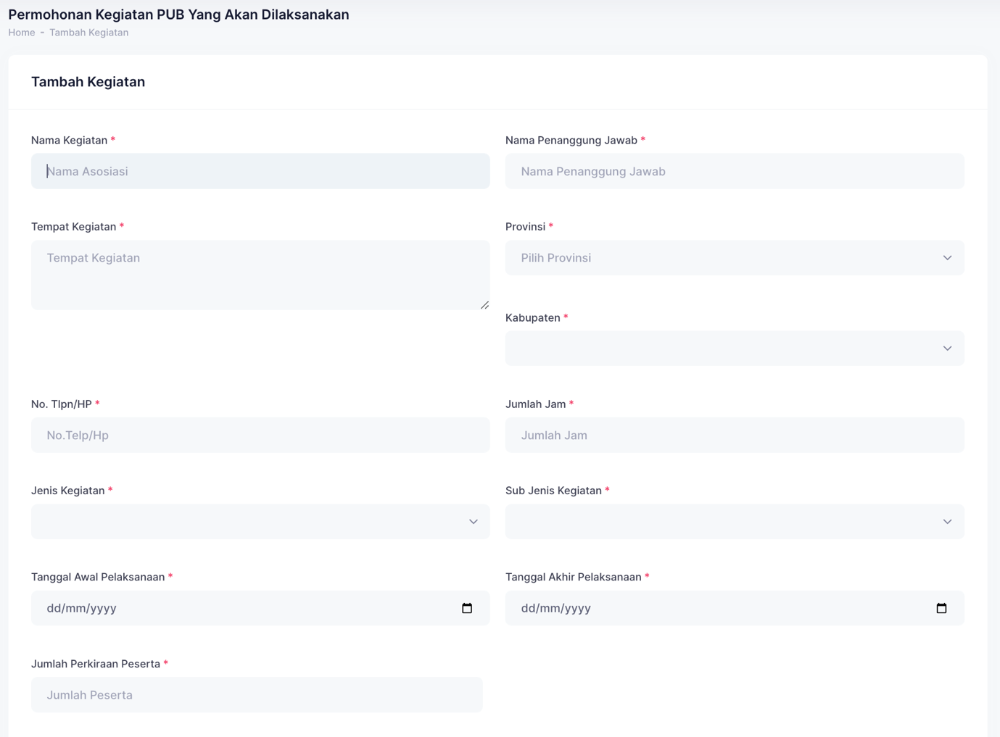 Permohonan Kegiatan PUB Yang Akan Dilaksanakan
Home - Tambah Kegiatan
Tambah Kegiatan
Nama Kegiatan *
Nama Asosiasi
Nama Penanggung Jawab *
Nama Penanggung Jawab
Tempat Kegiatan *
Tempat Kegiatan
Provinsi *
Pilih Provinsi
Kabupaten *
No. Tlpn/HP *
No.Telp/Hp
Jumlah Jam *
Jumlah Jam
Jenis Kegiatan *
Sub Jenis Kegiatan *
Tanggal Awal Pelaksanaan *
dd/mm/yyyy
Tanggal Akhir Pelaksanaan *
dd/mm/yyyy
Jumlah Perkiraan Peserta *
Jumlah Peserta